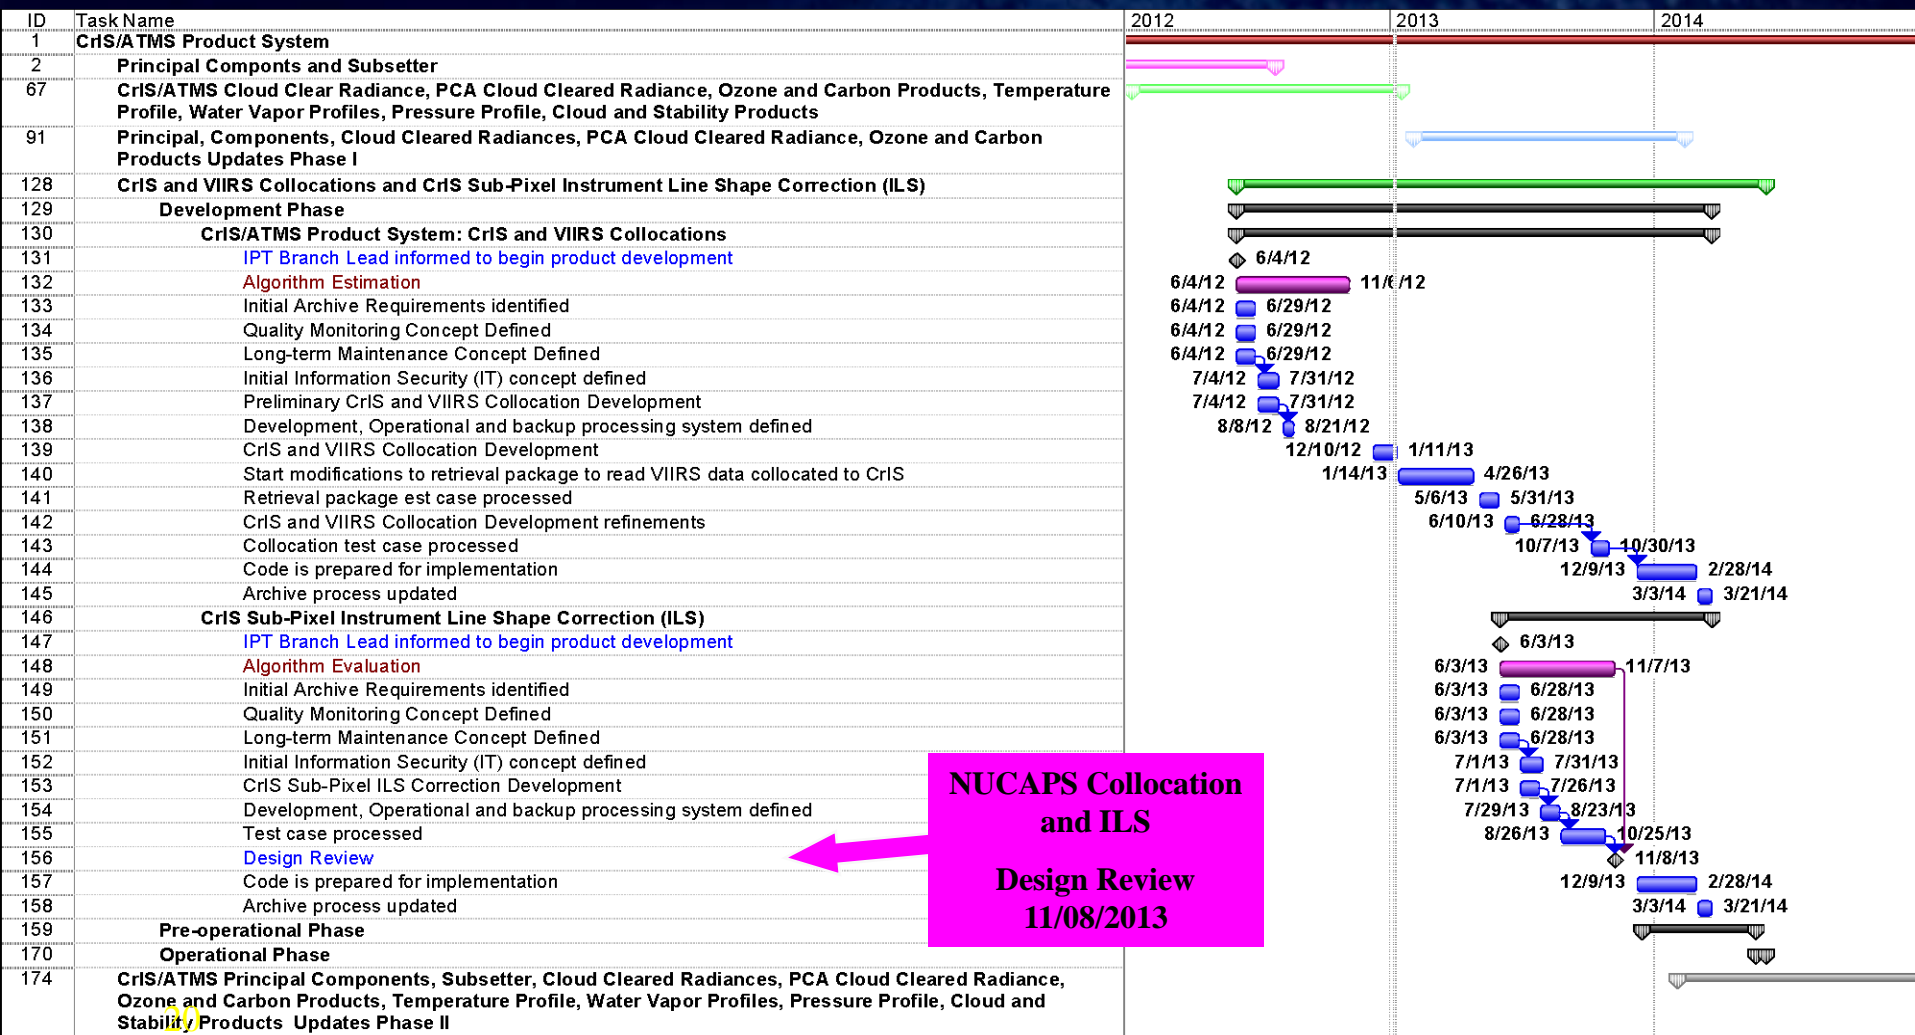 ID Task Name 2012 2013 2014
1 CrIS/ATMS Product System
2 Principal Componts and Subsetter
67 CrIS/ATMS Cloud Clear Radiance, PCA Cloud Cleared Radiance, Ozone and Carbon Products, Temperature
Profile, Water Vapor Profiles, Pressure Profile, Cloud and Stability Products
91 Principal, Components, Cloud Cleared Radiances, PCA Cloud Cleared Radiance, Ozone and Carbon
Products Updates Phase I
128 CrIS and VIIRS Collocations and CrIS Sub-Pixel Instrument Line Shape Correction (ILS)
129 Development Phase
130 CrIS/ATMS Product System: CrIS and VIIRS Collocations
131 IPT Branch Lead informed to begin product development 6/4/12
132 Algorithm Estimation 6/4/12 11/6/12
133 Initial Archive Requirements identified 6/4/12 6/29/12
134 Quality Monitoring Concept Defined 6/4/12 6/29/12
135 Long-term Maintenance Concept Defined 6/4/12 6/29/12
136 Initial Information Security (IT) concept defined 7/4/12 7/31/12
137 Preliminary CrIS and VIIRS Collocation Development 7/4/12 7/31/12
138 Development, Operational and backup processing system defined 8/8/12 8/21/12
139 CrIS and VIIRS Collocation Development 12/10/12 1/11/13
140 Start modifications to retrieval package to read VIIRS data collocated to CrIS 1/14/13 4/26/13
141 Retrieval package est case processed 5/6/13 5/31/13
142 CrIS and VIIRS Collocation Development refinements 6/10/13 6/28/13
143 Collocation test case processed 10/7/13 10/30/13
144 Code is prepared for implementation 12/9/13 2/28/14
145 Archive process updated 3/3/14 3/21/14
146 CrIS Sub-Pixel Instrument Line Shape Correction (ILS)
147 IPT Branch Lead informed to begin product development 6/3/13
148 Algorithm Evaluation 6/3/13 11/7/13
149 Initial Archive Requirements identified 6/3/13 6/28/13
150 Quality Monitoring Concept Defined 6/3/13 6/28/13
151 Long-term Maintenance Concept Defined 6/3/13 6/28/13
152 Initial Information Security (IT) concept defined 7/1/13 7/31/13
153 CrIS Sub-Pixel ILS Correction Development 7/1/13 7/26/13
154 Development, Operational and backup processing system defined 7/29/13 8/23/13
155 Test case processed 8/26/13 10/25/13
156 Design Review 11/8/13
157 Code is prepared for implementation 12/9/13 2/28/14
158 Archive process updated 3/3/14 3/21/14
159 Pre-operational Phase
170 Operational Phase
174 CrIS/ATMS Principal Components, Subsetter, Cloud Cleared Radiances, PCA Cloud Cleared Radiance,
Ozone and Carbon Products, Temperature Profile, Water Vapor Profiles, Pressure Profile, Cloud and
Stability Products Updates Phase II
NUCAPS Collocation
and ILS
Design Review
11/08/2013
20